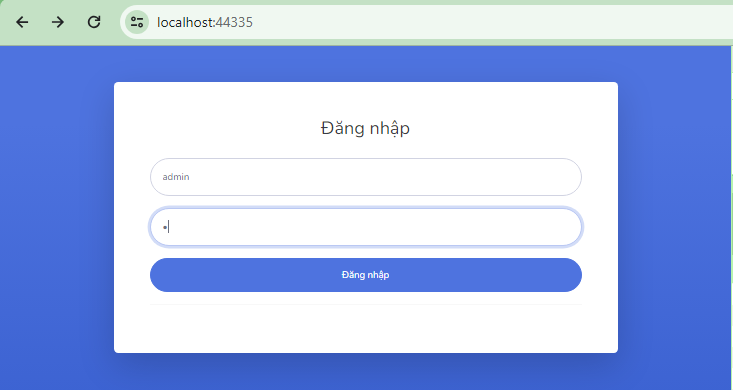 localhost:44335
Đăng nhập
admin
•
Đăng nhập